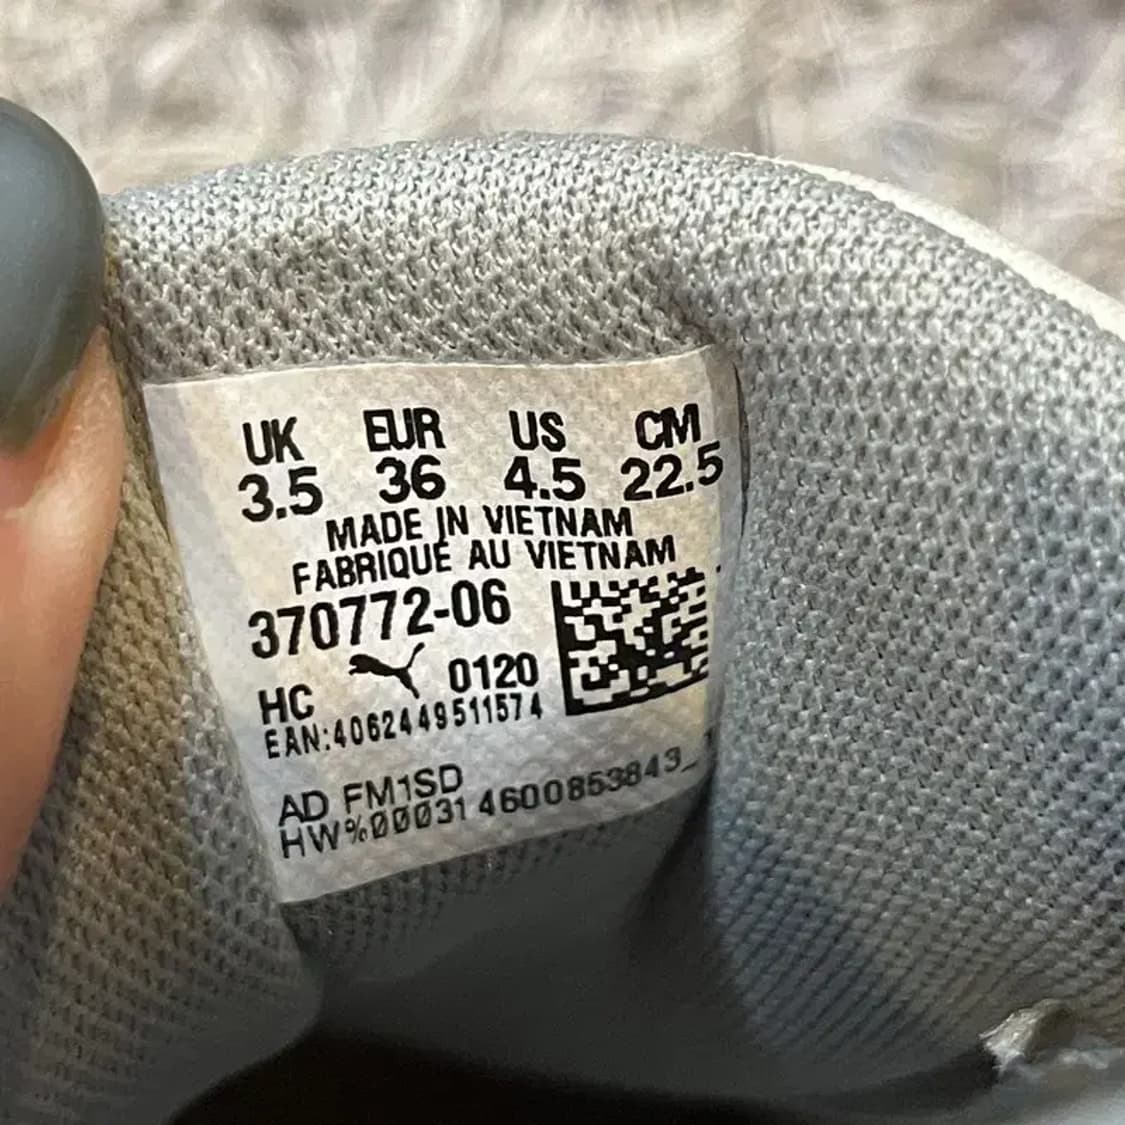 UK EUR US CM
3.5 36 4.5 22.5
MADE IN VIETNAM
FABRIQUÉ AU VIETNAM
370772-06
HC 0120
EAN:4062449511574
AD FM1SD
HW%00031 4600853843_1